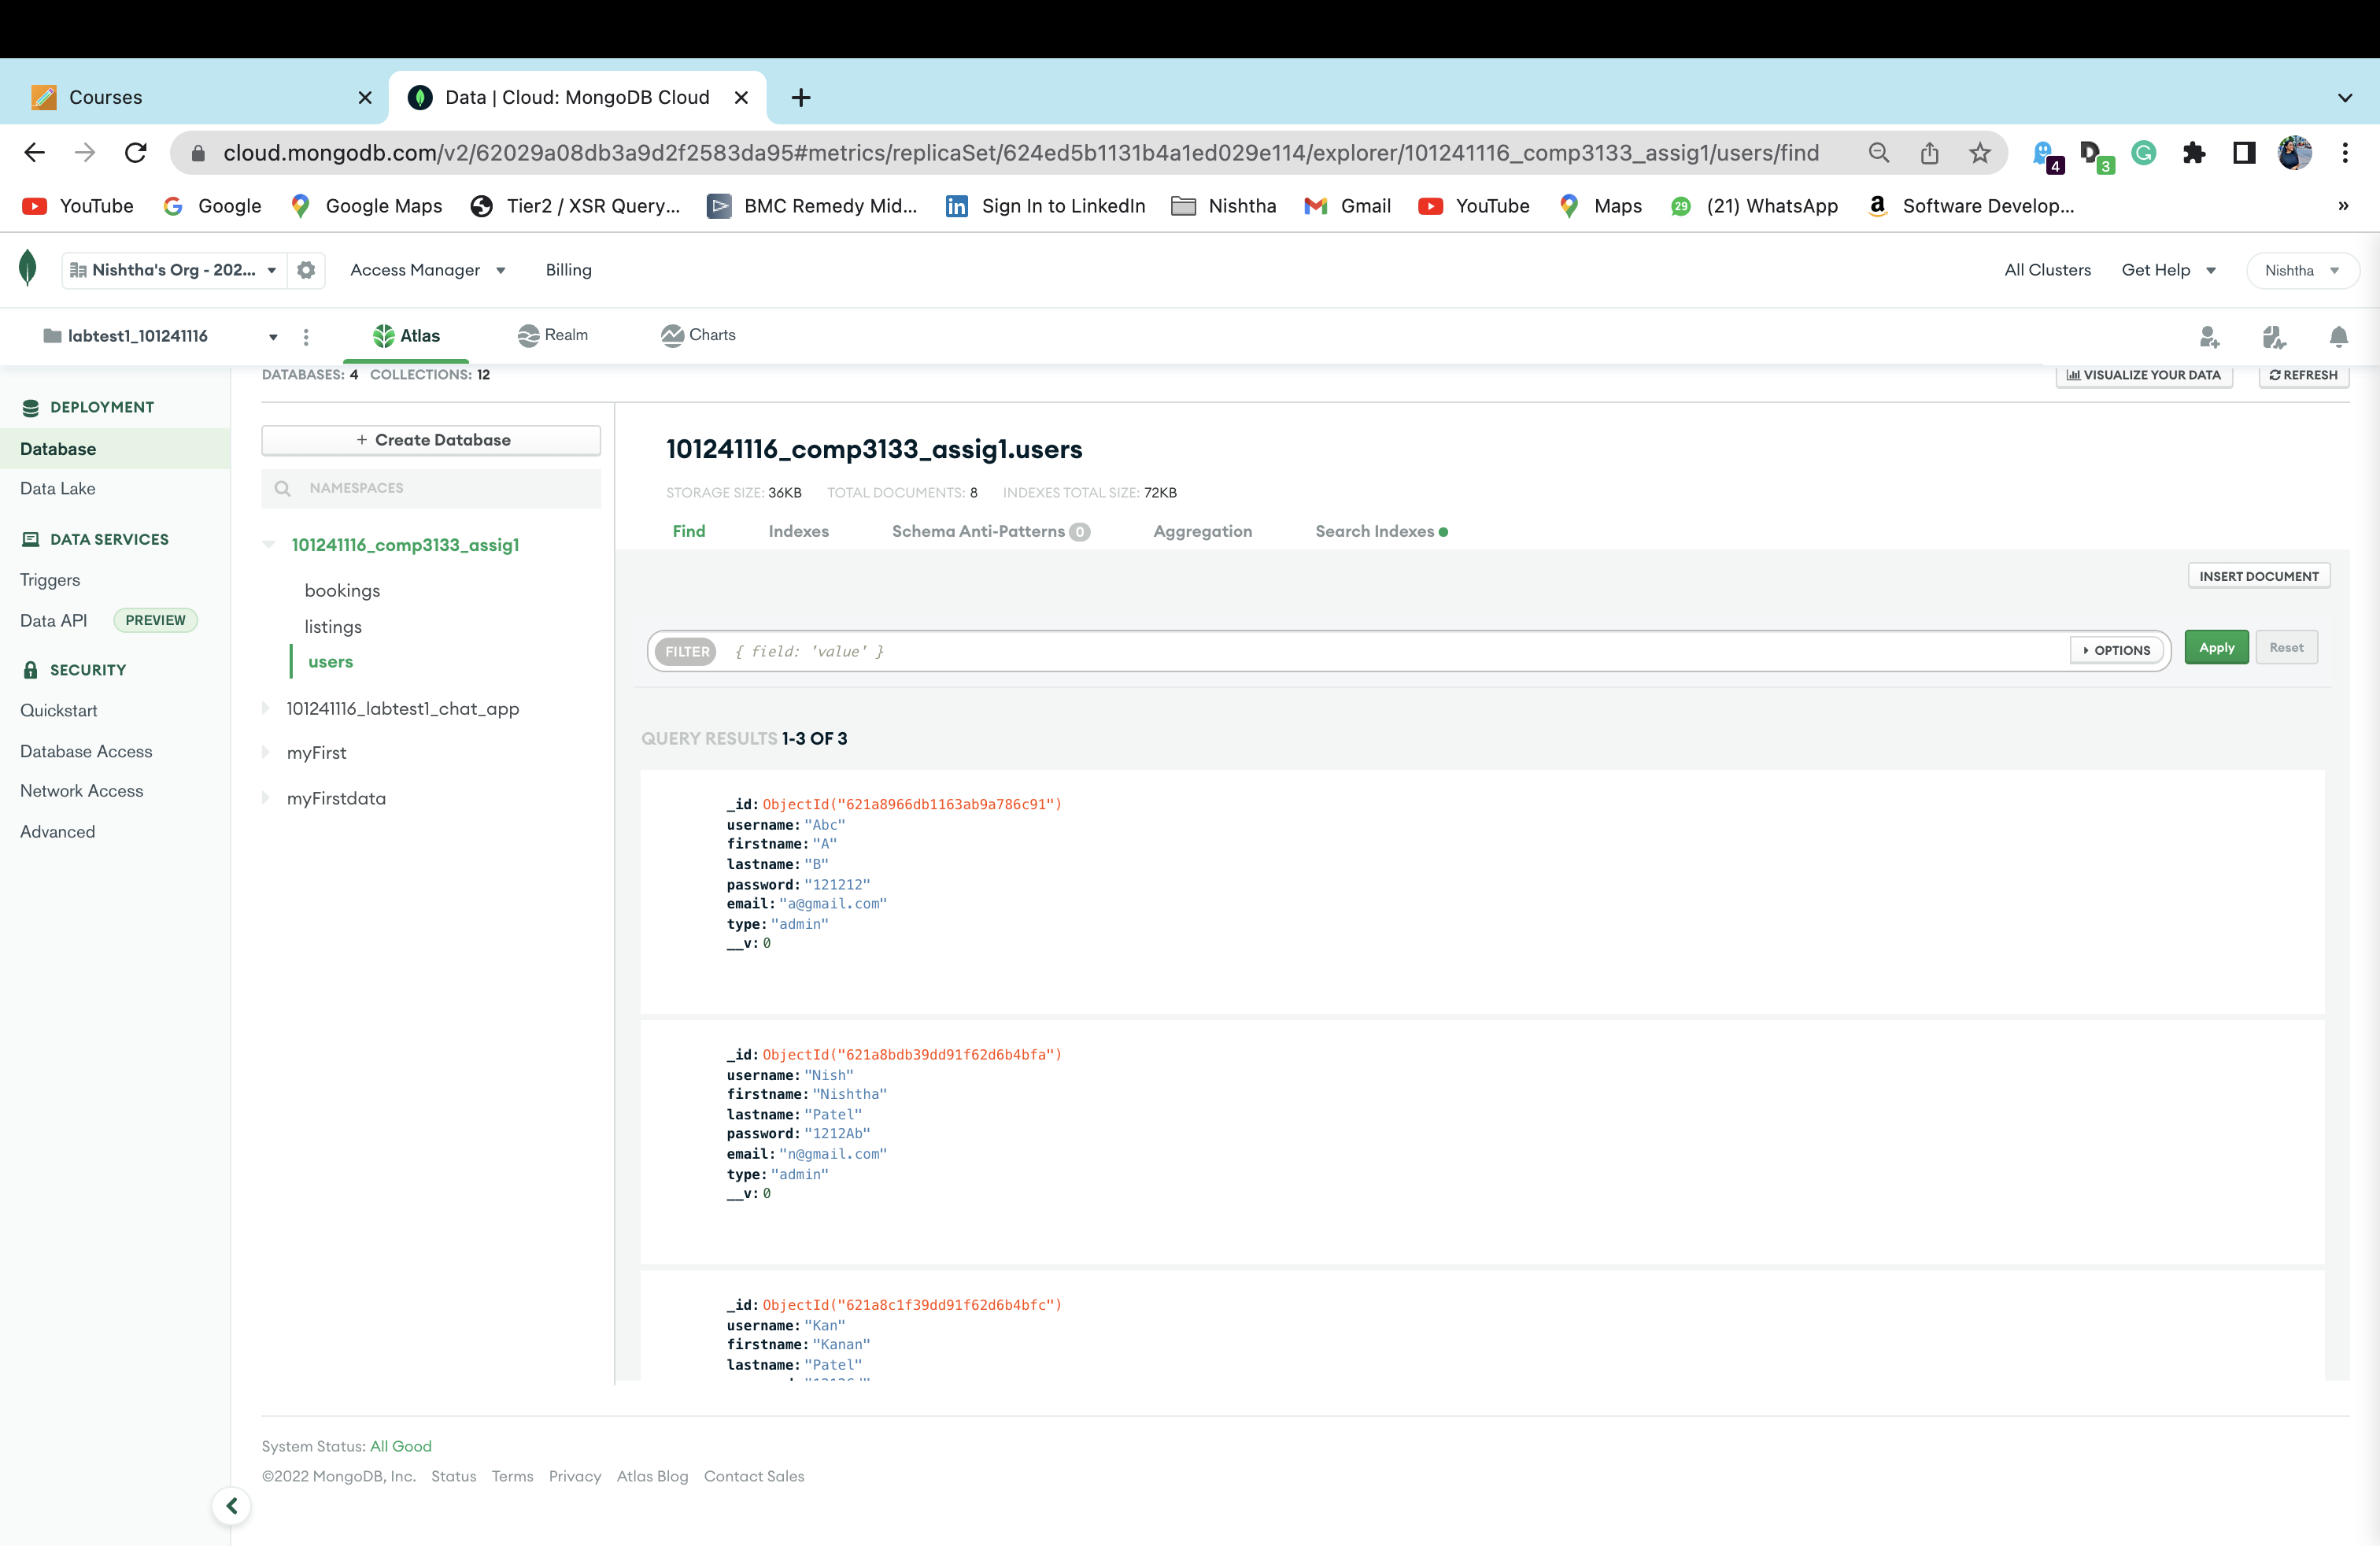 Courses
Data | Cloud: MongoDB Cloud
cloud.mongodb.com/v2/62029a08db3a9d2f2583da95#metrics/replicaSet/624ed5b1131b4a1ed029e114/explorer/101241116_comp3133_assig1/users/find
4
3
YouTube Google Google Maps Tier2 / XSR Query... BMC Remedy Mid... Sign In to LinkedIn Nishtha Gmail YouTube Maps 29 (21) WhatsApp Software Develop... »
Nishtha's Org - 202... Access Manager Billing All Clusters Get Help Nishtha
labtest1_101241116 Atlas Realm Charts
DATABASES: 4 COLLECTIONS: 12 VISUALIZE YOUR DATA REFRESH
DEPLOYMENT
Database
Data Lake
DATA SERVICES
Triggers
Data API PREVIEW
SECURITY
Quickstart
Database Access
Network Access
Advanced
+ Create Database
NAMESPACES
101241116_comp3133_assig1
bookings
listings
users
101241116_labtest1_chat_app
myFirst
myFirstdata
101241116_comp3133_assig1.users
STORAGE SIZE: 36KB TOTAL DOCUMENTS: 8 INDEXES TOTAL SIZE: 72KB
Find Indexes Schema Anti-Patterns 0 Aggregation Search Indexes
INSERT DOCUMENT
FILTER { field: 'value' } OPTIONS Apply Reset
QUERY RESULTS 1-3 OF 3
_id: ObjectId("621a8966db1163ab9a786c91")
username: "Abc"
firstname: "A"
lastname: "B"
password: "121212"
email: "a@gmail.com"
type: "admin"
__v: 0
_id: ObjectId("621a8bdb39dd91f62d6b4bfa")
username: "Nish"
firstname: "Nishtha"
lastname: "Patel"
password: "1212Ab"
email: "n@gmail.com"
type: "admin"
__v: 0
_id: ObjectId("621a8c1f39dd91f62d6b4bfc")
username: "Kan"
firstname: "Kanan"
lastname: "Patel"
System Status: All Good
©2022 MongoDB, Inc. Status Terms Privacy Atlas Blog Contact Sales